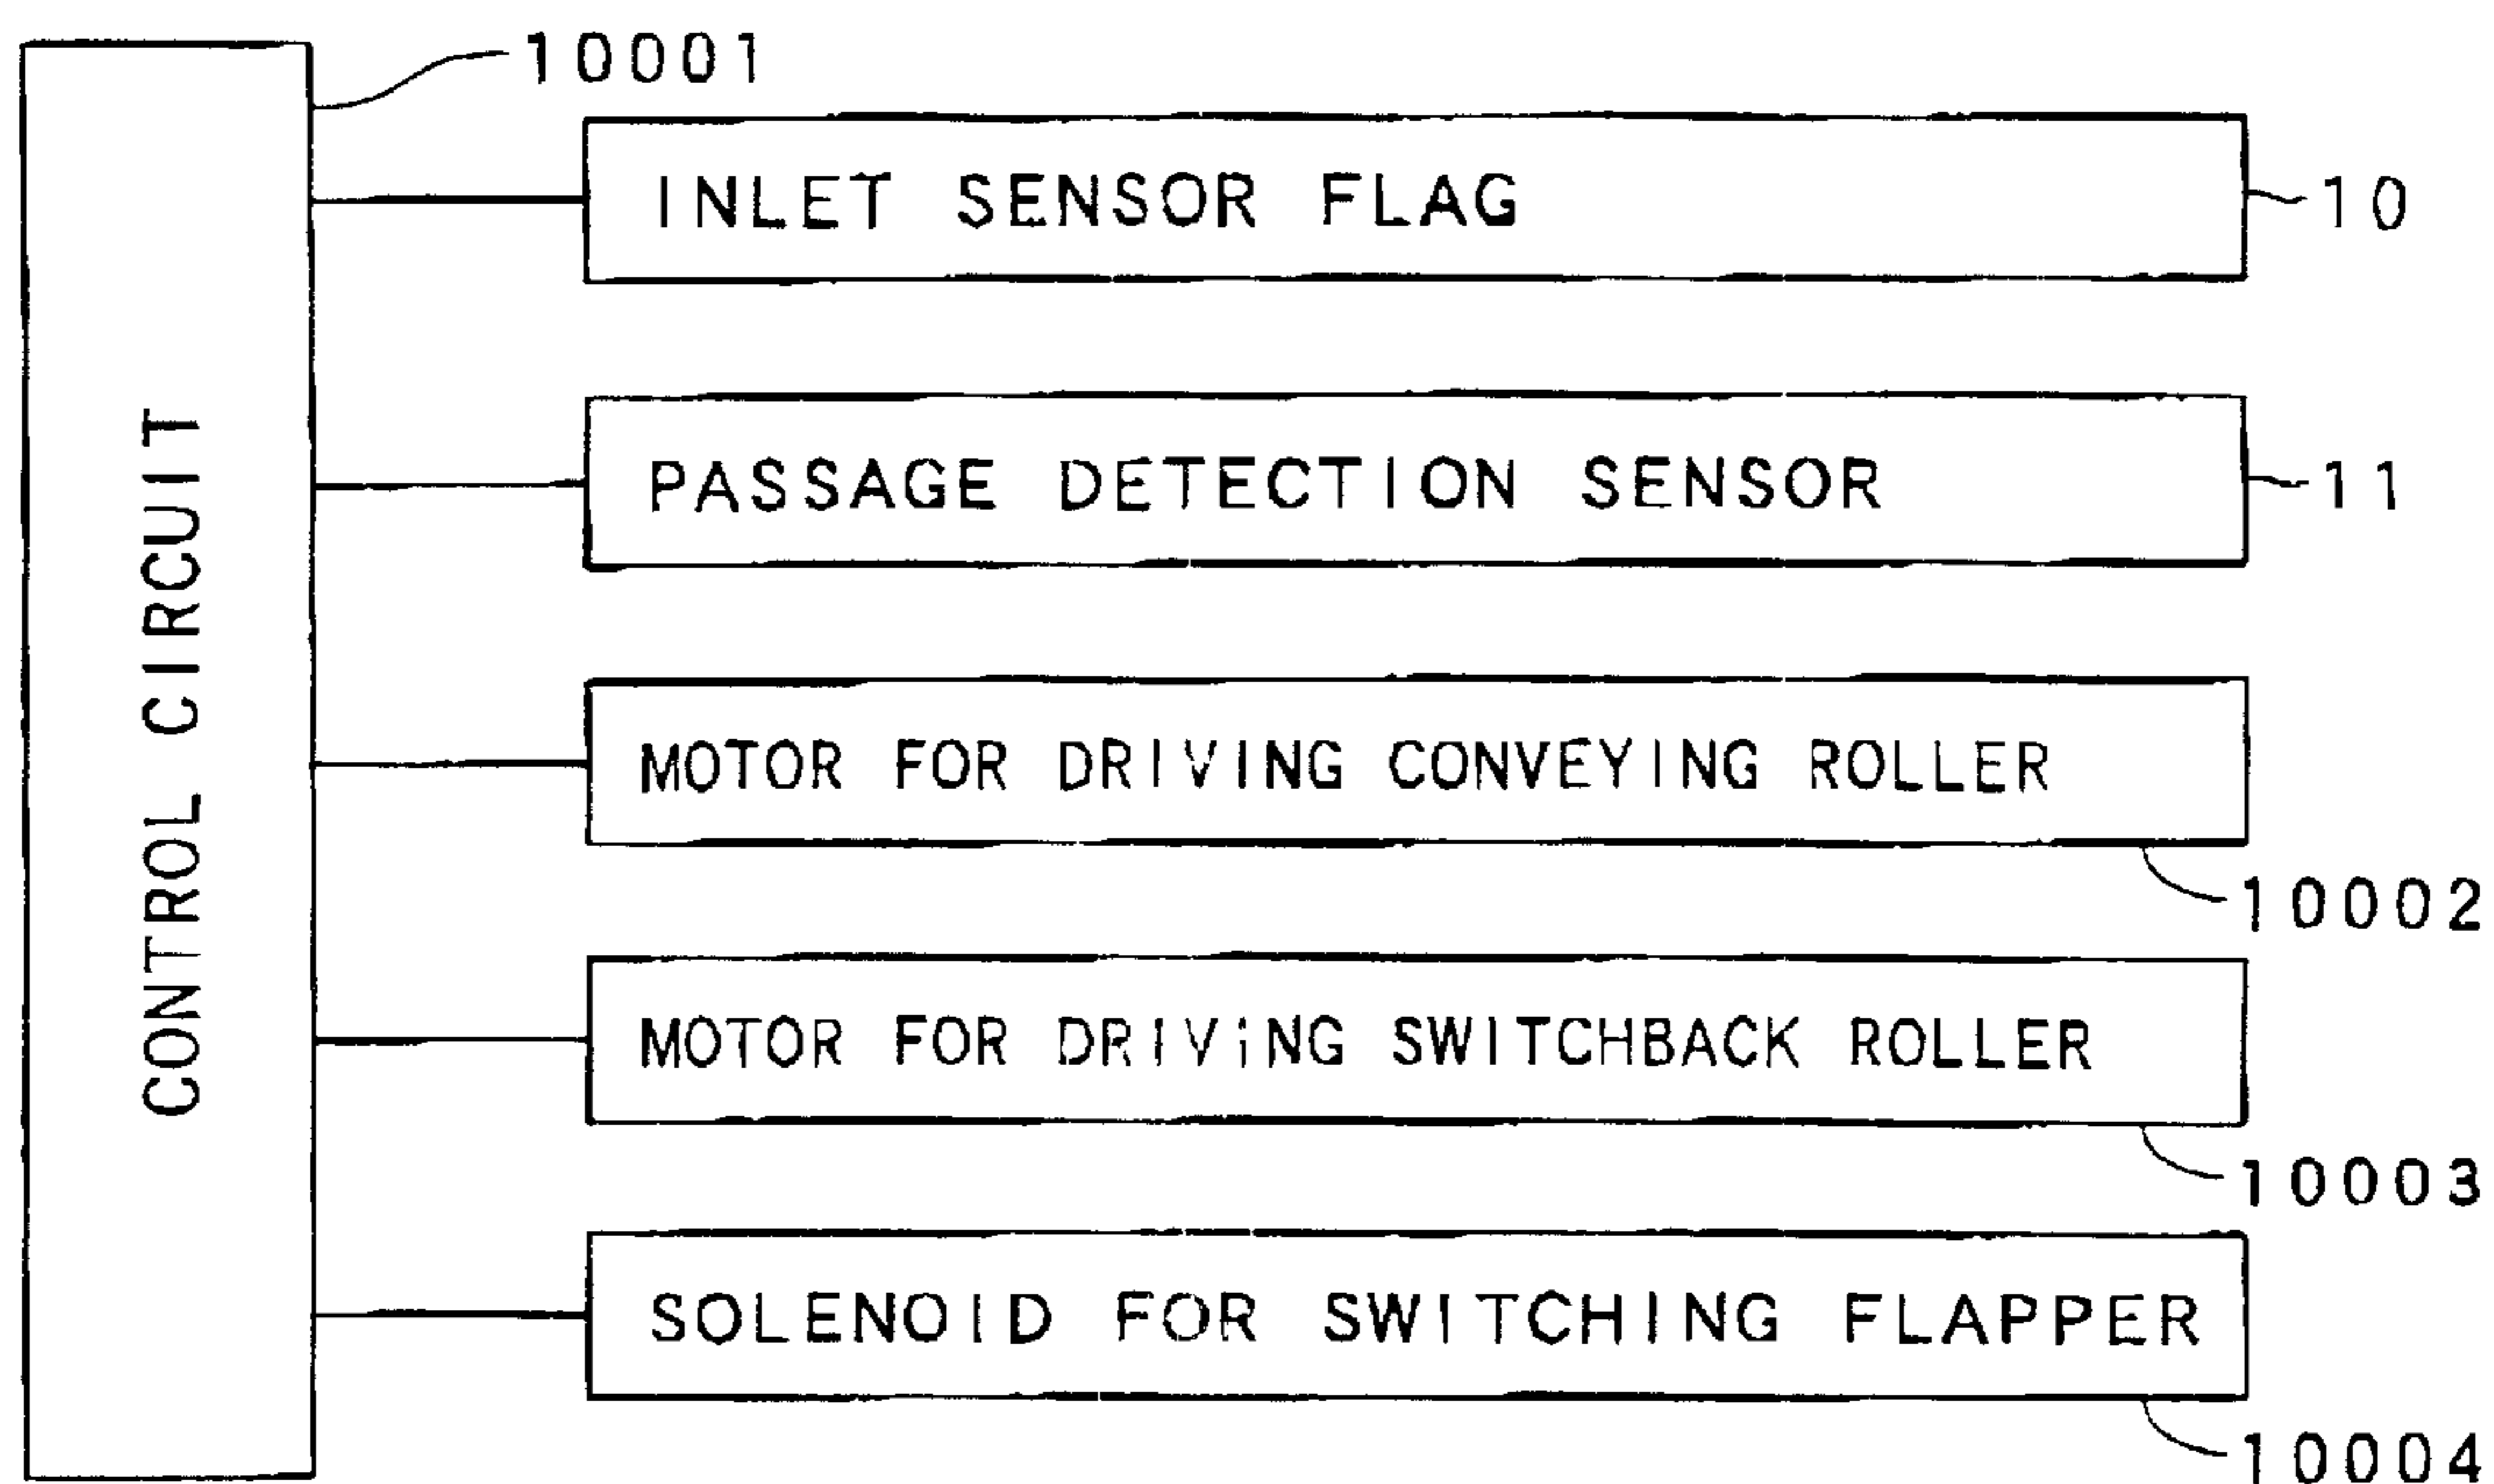 10001
CONTROL CIRCUIT
INLET SENSOR FLAG
10
PASSAGE DETECTION SENSOR
11
MOTOR FOR DRIVING CONVEYING ROLLER
10002
MOTOR FOR DRIVING SWITCHBACK ROLLER
10003
SOLENOID FOR SWITCHING FLAPPER
10004